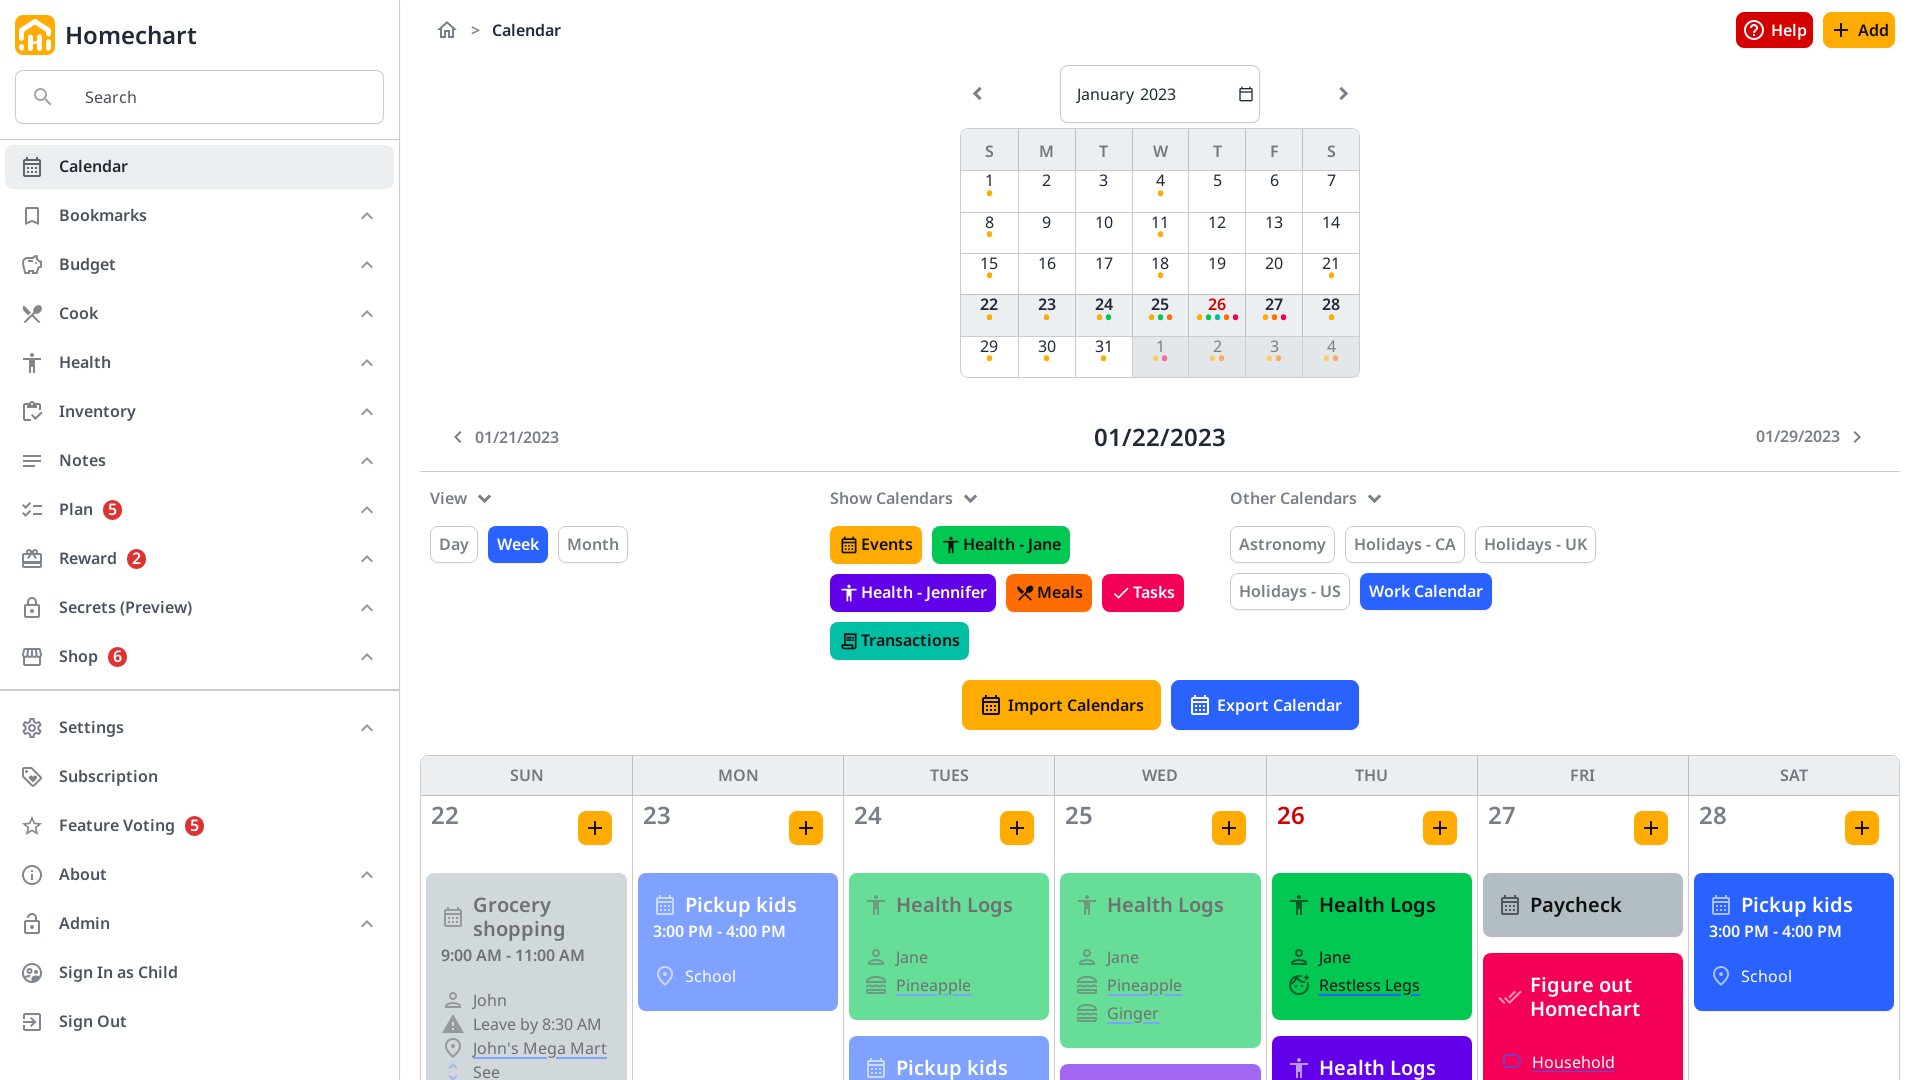 Homechart
Search
Calendar
Bookmarks
Budget
Cook
Health
Inventory
Notes
Plan 5
Reward 2
Secrets (Preview)
Shop 6
Settings
Subscription
Feature Voting 5
About
Admin
Sign In as Child
Sign Out
> Calendar
Help
Add
January 2023
S M T W T F S
1 2 3 4 5 6 7
8 9 10 11 12 13 14
15 16 17 18 19 20 21
22 23 24 25 26 27 28
29 30 31 1 2 3 4
01/21/2023
01/22/2023
01/29/2023
View
Day Week Month
Show Calendars
Events Health - Jane
Health - Jennifer Meals Tasks
Transactions
Other Calendars
Astronomy Holidays - CA Holidays - UK
Holidays - US Work Calendar
Import Calendars Export Calendar
SUN MON TUES WED THU FRI SAT
22 23 24 25 26 27 28
Grocery
shopping
9:00 AM - 11:00 AM
John
Leave by 8:30 AM
John's Mega Mart
See
Pickup kids
3:00 PM - 4:00 PM
School
Health Logs
Jane
Pineapple
Pickup kids
Health Logs
Jane
Pineapple
Ginger
Health Logs
Jane
Restless Legs
Health Logs
Paycheck
Figure out
Homechart
Household
Pickup kids
3:00 PM - 4:00 PM
School